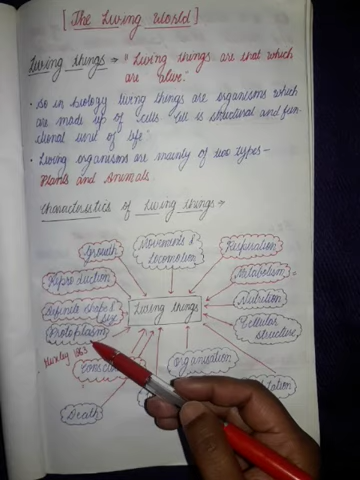 [The Living World]
Living things → "Living things are that which
are alive."
• So in biology living things are organisms which
are made up of cells Cell is structural and fun-
ctional unit of life."
• Living organisms are mainly of two types-
Plants and Animals
Characteristics of Living things →
Growth
Movements &
Locomotion
Respiration
Reproduction
Metabolism
Definite shape &
size
Living things
Nutrition
Protoplasm
Cellular
structure
Huxley 1863
Organisation
Death